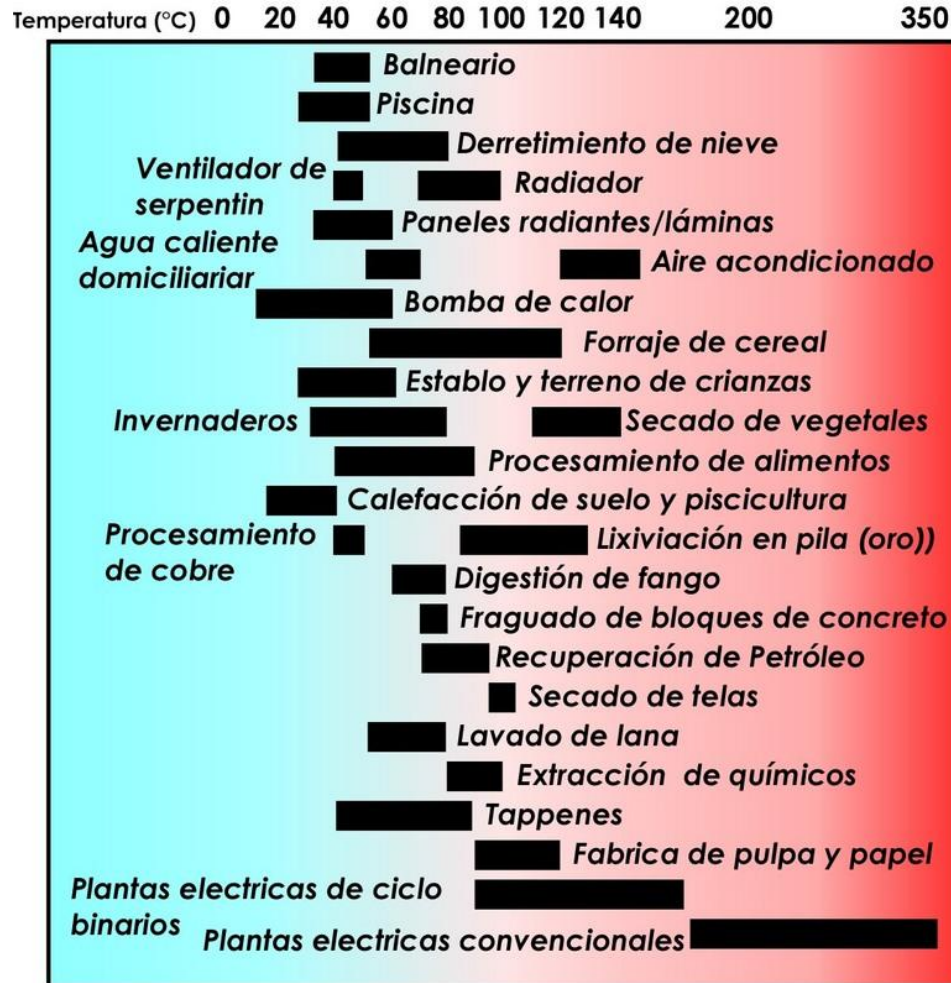 Temperatura (°C) 0 20 40 60 80 100 120 140 200 350
Balneario
Piscina
Derretimiento de nieve
Ventilador de
serpentin
Radiador
Paneles radiantes/láminas
Agua caliente
domiciliariar
Aire acondicionado
Bomba de calor
Forraje de cereal
Establo y terreno de crianzas
Invernaderos
Secado de vegetales
Procesamiento de alimentos
Calefacción de suelo y piscicultura
Procesamiento
de cobre
Lixiviación en pila (oro))
Digestión de fango
Fraguado de bloques de concreto
Recuperación de Petróleo
Secado de telas
Lavado de lana
Extracción de químicos
Tappenes
Fabrica de pulpa y papel
Plantas electricas de ciclo
binarios
Plantas electricas convencionales